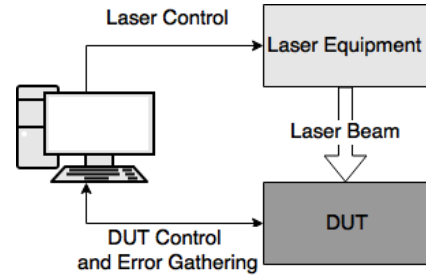 Laser Control
Laser Equipment
Laser Beam
DUT
DUT Control
and Error Gathering